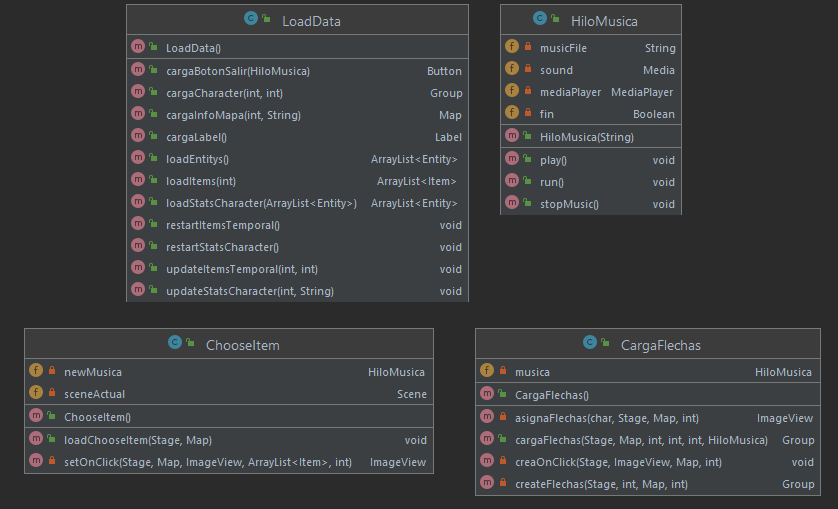 LoadData
LoadData()
cargaBotonSalir(HiloMusica) Button
cargaCharacter(int, int) Group
cargaInfoMapa(int, String) Map
cargaLabel() Label
loadEntitys() ArrayList<Entity>
loadItems(int) ArrayList<Item>
loadStatsCharacter(ArrayList<Entity>) ArrayList<Entity>
restartItemsTemporal() void
restartStatsCharacter() void
updateItemsTemporal(int, int) void
updateStatsCharacter(int, String) void
HiloMusica
musicFile String
sound Media
mediaPlayer MediaPlayer
fin Boolean
HiloMusica(String)
play() void
run() void
stopMusic() void
ChooseItem
newMusica HiloMusica
sceneActual Scene
ChooseItem()
loadChooseItem(Stage, Map) void
setOnClick(Stage, Map, ImageView, ArrayList<Item>, int) ImageView
CargaFlechas
musica HiloMusica
CargaFlechas()
asignaFlechas(char, Stage, Map, int) ImageView
cargaFlechas(Stage, Map, int, int, int, HiloMusica) Group
creaOnClick(Stage, ImageView, Map, int) void
createFlechas(Stage, int, Map, int) Group